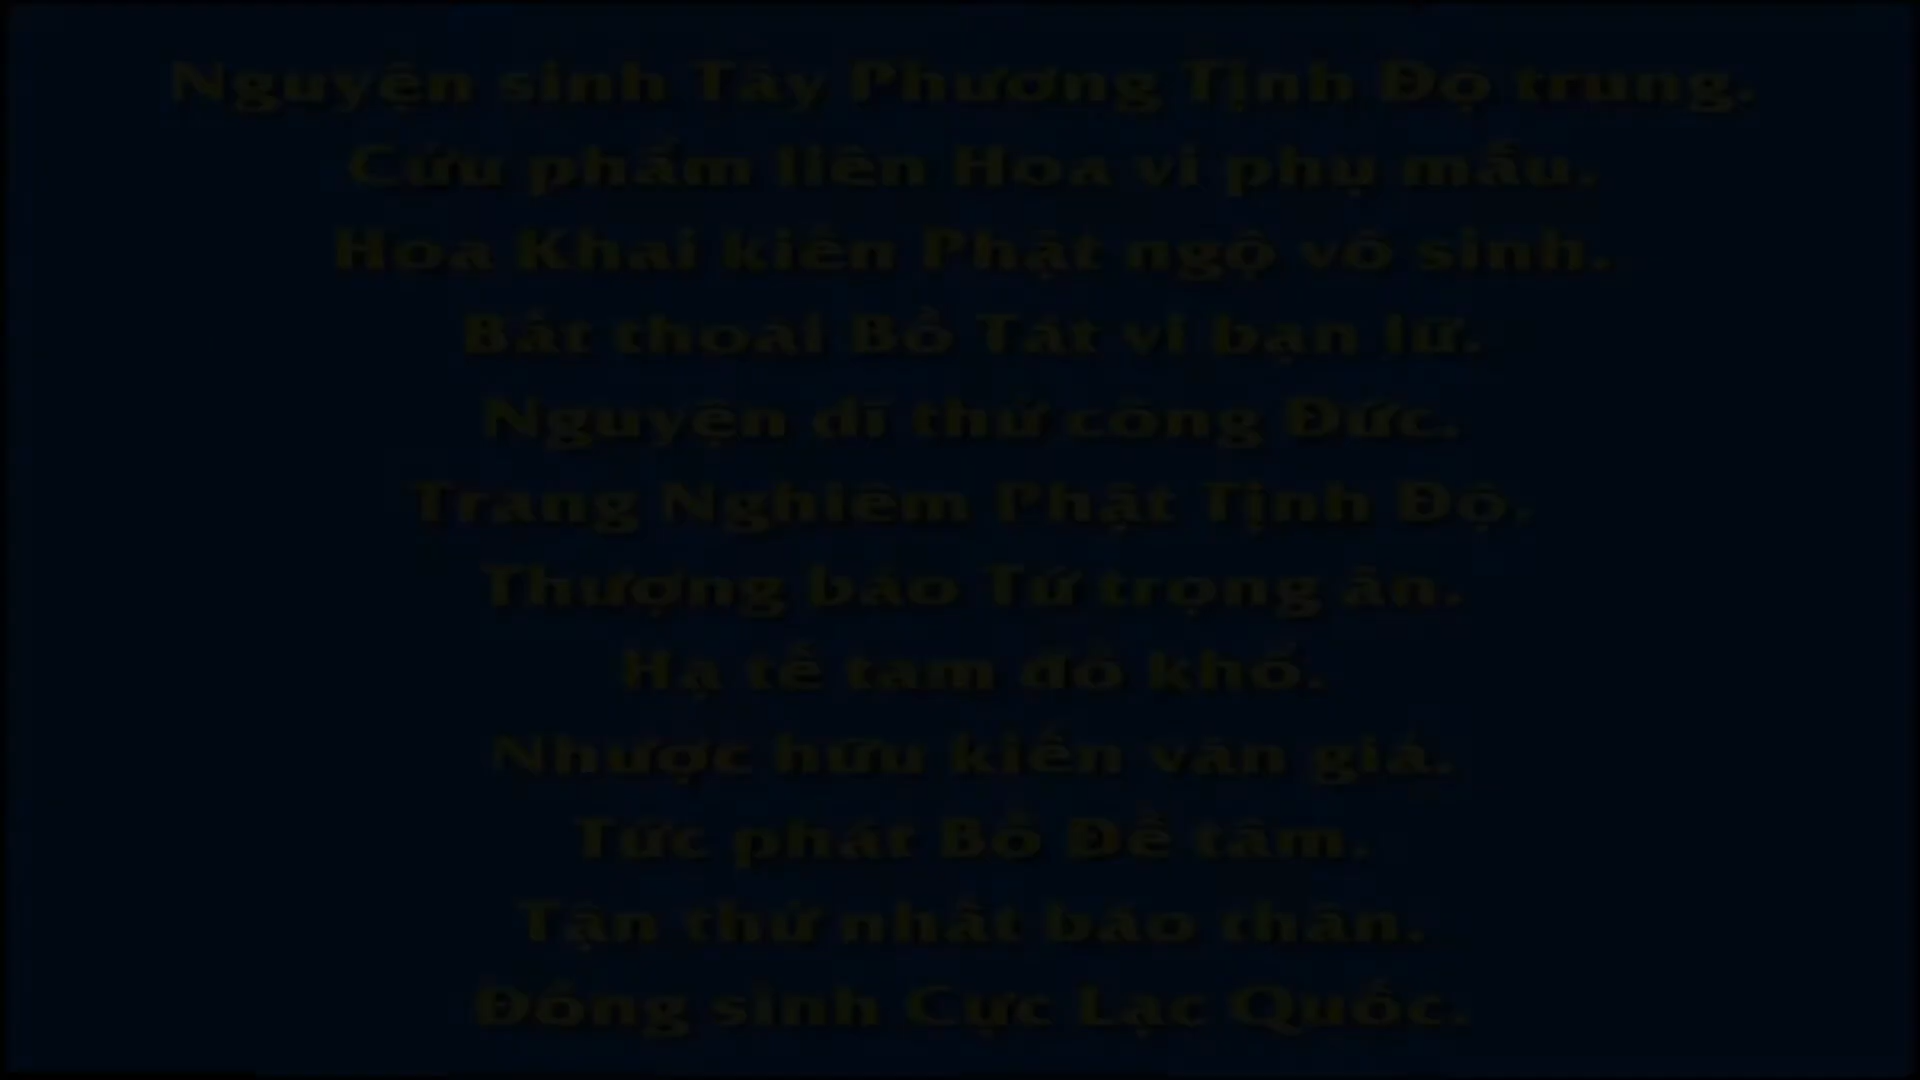 Nguyện sinh Tây Phương Tịnh Độ trung.
Cửu phẩm liên Hoa vi phụ mẫu.
Hoa Khai kiến Phật ngộ vô sinh.
Bất thoái Bồ Tát vi bạn lữ.
Nguyện dĩ thử công Đức.
Trang Nghiêm Phật Tịnh Độ.
Thượng báo Tứ trọng ân.
Hạ tế tam đồ khổ.
Nhược hữu kiến văn giả.
Tức phát Bồ Đề tâm.
Tận thử nhất báo thân.
Đồng sinh Cực Lạc Quốc.